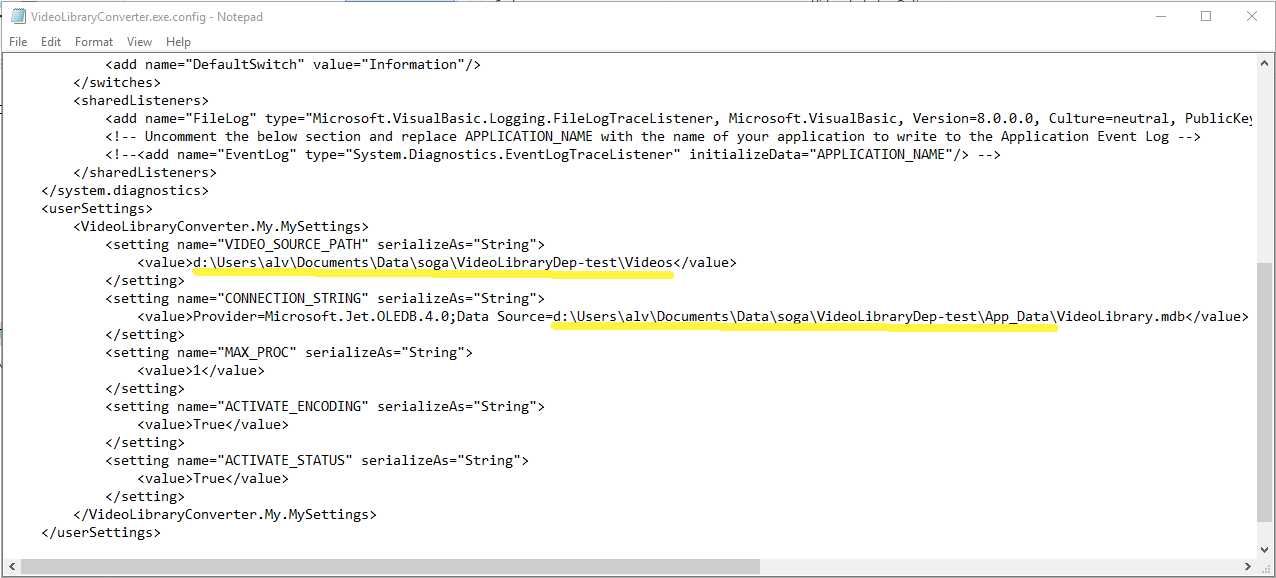 VideoLibraryConverter.exe.config - Notepad
File Edit Format View Help
<add name="DefaultSwitch" value="Information"/>
</switches>
<sharedListeners>
<add name="FileLog" type="Microsoft.VisualBasic.Logging.FileLogTraceListener, Microsoft.VisualBasic, Version=8.0.0.0, Culture=neutral, PublicKey
<!-- Uncomment the below section and replace APPLICATION_NAME with the name of your application to write to the Application Event Log -->
<!--<add name="EventLog" type="System.Diagnostics.EventLogTraceListener" initializeData="APPLICATION_NAME"/> -->
</sharedListeners>
</system.diagnostics>
<userSettings>
<VideoLibraryConverter.My.MySettings>
<setting name="VIDEO_SOURCE_PATH" serializeAs="String">
<value>d:\Users\alv\Documents\Data\soga\VideoLibraryDep-test\Videos</value>
</setting>
<setting name="CONNECTION_STRING" serializeAs="String">
<value>Provider=Microsoft.Jet.OLEDB.4.0;Data Source=d:\Users\alv\Documents\Data\soga\VideoLibraryDep-test\App_Data\VideoLibrary.mdb</value>
</setting>
<setting name="MAX_PROC" serializeAs="String">
<value>1</value>
</setting>
<setting name="ACTIVATE_ENCODING" serializeAs="String">
<value>True</value>
</setting>
<setting name="ACTIVATE_STATUS" serializeAs="String">
<value>True</value>
</setting>
</VideoLibraryConverter.My.MySettings>
</userSettings>